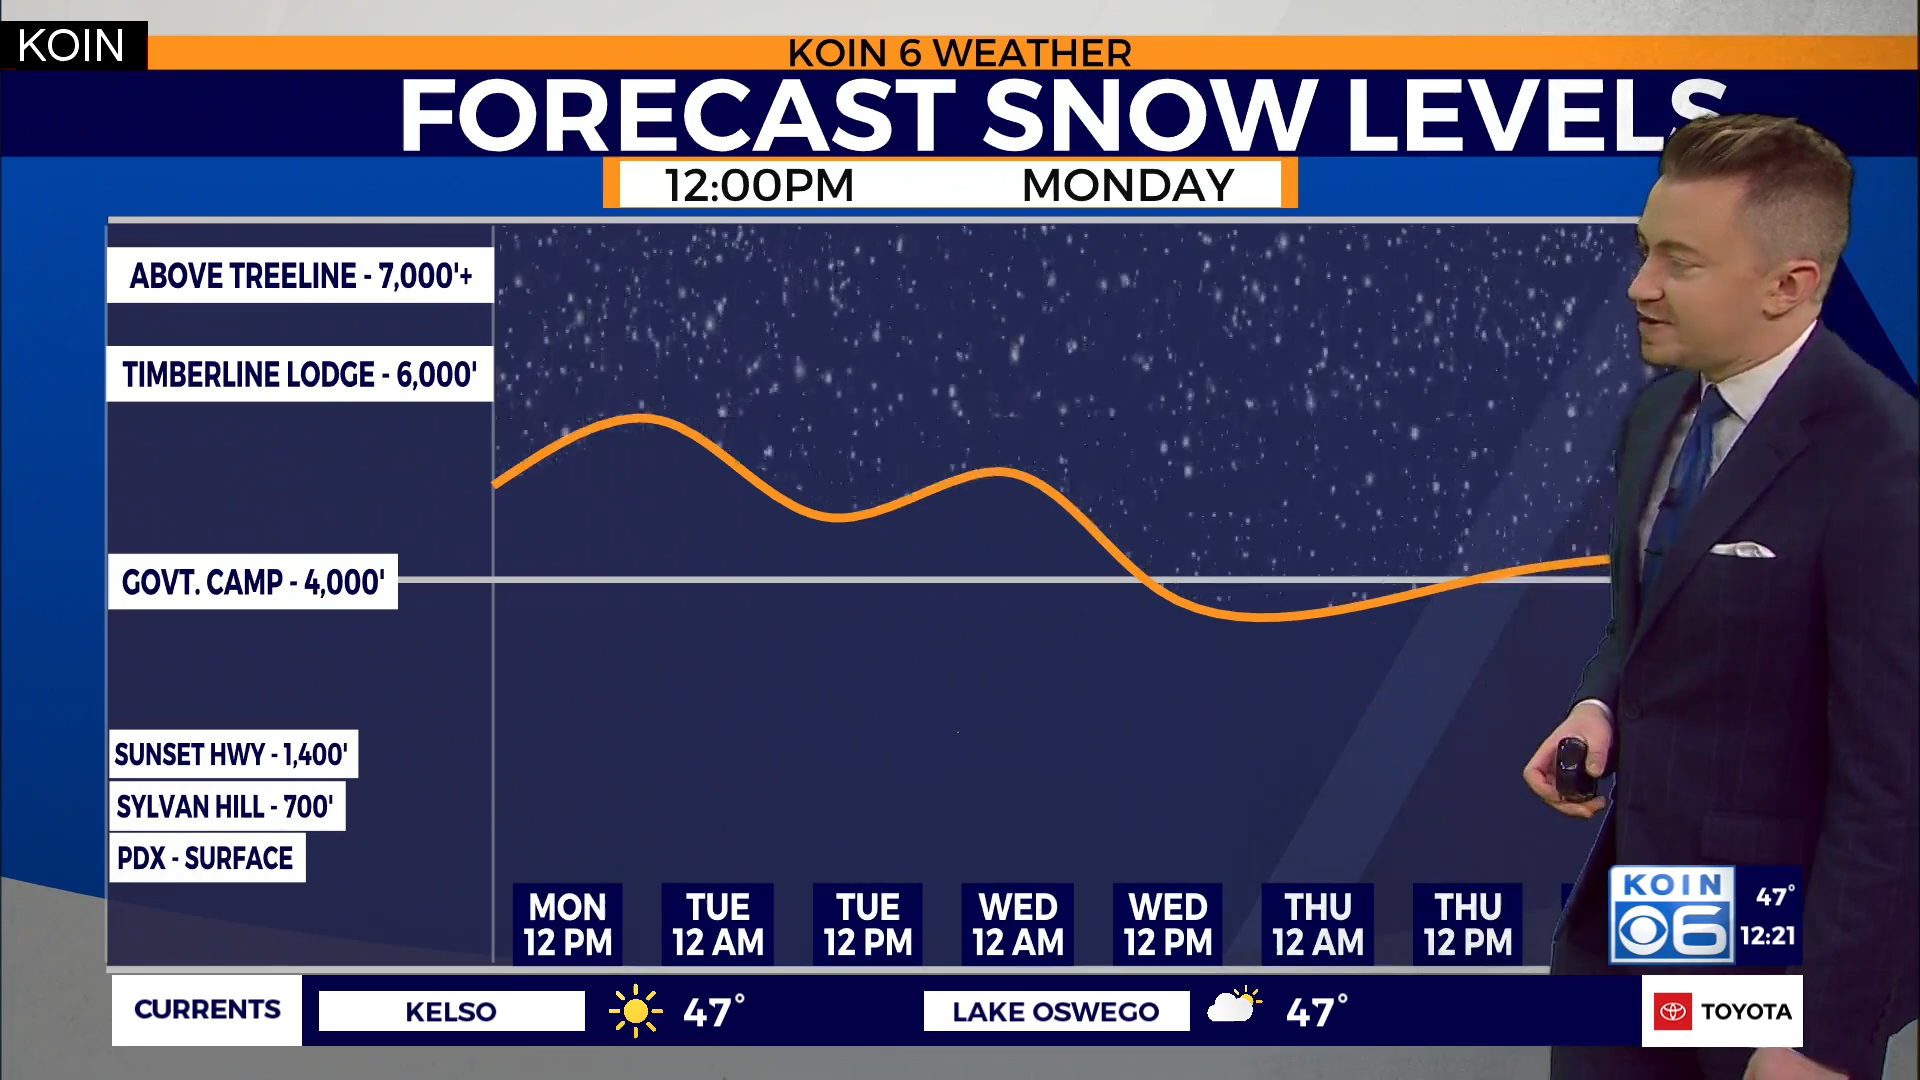 KOIN
KOIN 6 WEATHER
FORECAST SNOW LEVELS
12:00PM MONDAY
ABOVE TREELINE - 7,000'+
TIMBERLINE LODGE - 6,000'
GOVT. CAMP - 4,000'
SUNSET HWY - 1,400'
SYLVAN HILL - 700'
PDX - SURFACE
MON 12 PM
TUE 12 AM
TUE 12 PM
WED 12 AM
WED 12 PM
THU 12 AM
THU 12 PM
KOIN
6
47°
12:21
CURRENTS KELSO 47° LAKE OSWEGO 47° TOYOTA